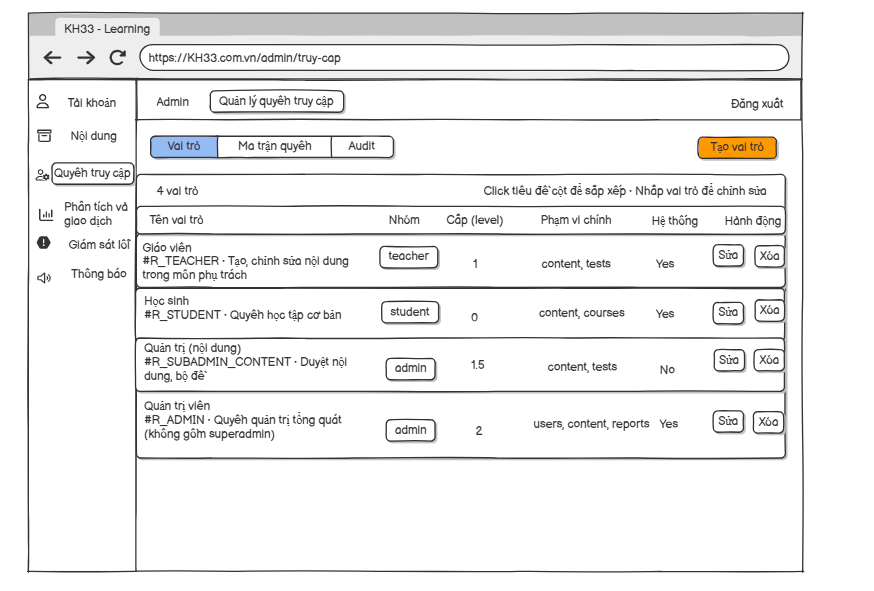 KH33 - Learning
https://KH33.com.vn/admin/truy-cap
Tài khoản
Nội dung
Quyền truy cập
Phân tích và
giao dịch
Giám sát lỗi
Thông báo
Admin
Quản lý quyền truy cập
Đăng xuất
Vai trò
Ma trận quyền
Audit
Tạo vai trò
4 vai trò
Click tiêu đề cột để sắp xếp · Nhấp vai trò để chỉnh sửa
Tên vai trò
Nhóm
Cấp (level)
Phạm vi chính
Hệ thống
Hành động
Giáo viên
#R_TEACHER · Tạo, chỉnh sửa nội dung
trong môn phụ trách
teacher
1
content, tests
Yes
Sửa
Xóa
Học sinh
#R_STUDENT · Quyền học tập cơ bản
student
0
content, courses
Yes
Sửa
Xóa
Quản trị (nội dung)
#R_SUBADMIN_CONTENT · Duyệt nội
dung, bộ đề
admin
1.5
content, tests
No
Sửa
Xóa
Quản trị viên
#R_ADMIN · Quyền quản trị tổng quát
(không gồm superadmin)
admin
2
users, content, reports
Yes
Sửa
Xóa